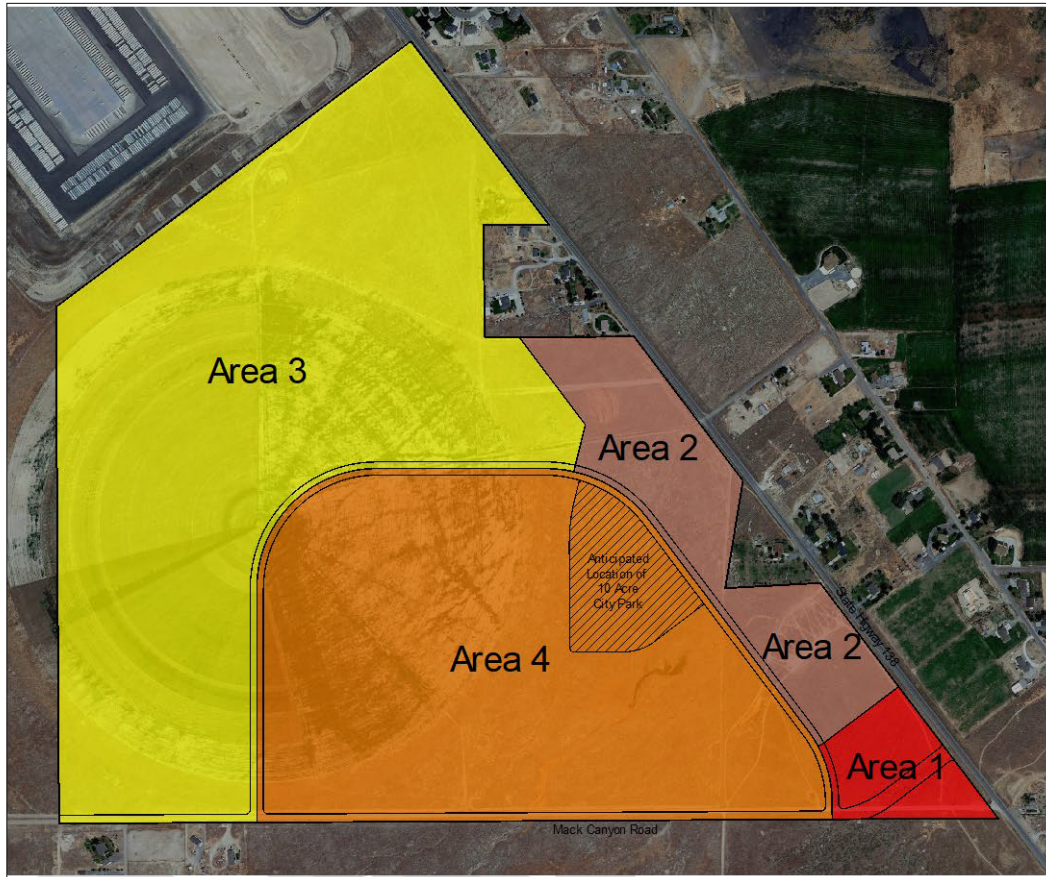 Area 3
Area 2
Anticipated
Location of
10 Acre
City Park
State Higway 138
Area 4
Area 2
Area 1
Mack Canyon Road